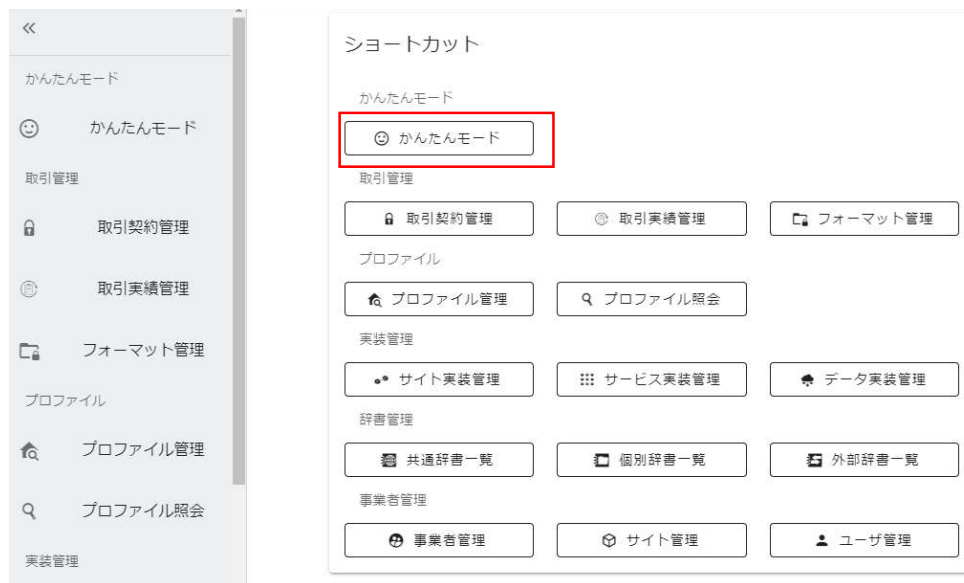 かんたんモード
かんたんモード
取引管理
取引契約管理
取引実績管理
フォーマット管理
プロファイル
プロファイル管理
プロファイル照会
実装管理
ショートカット
かんたんモード
かんたんモード
取引管理
取引契約管理 取引実績管理 フォーマット管理
プロファイル
プロファイル管理 プロファイル照会
実装管理
サイト実装管理 サービス実装管理 データ実装管理
辞書管理
共通辞書一覧 個別辞書一覧 外部辞書一覧
事業者管理
事業者管理 サイト管理 ユーザ管理